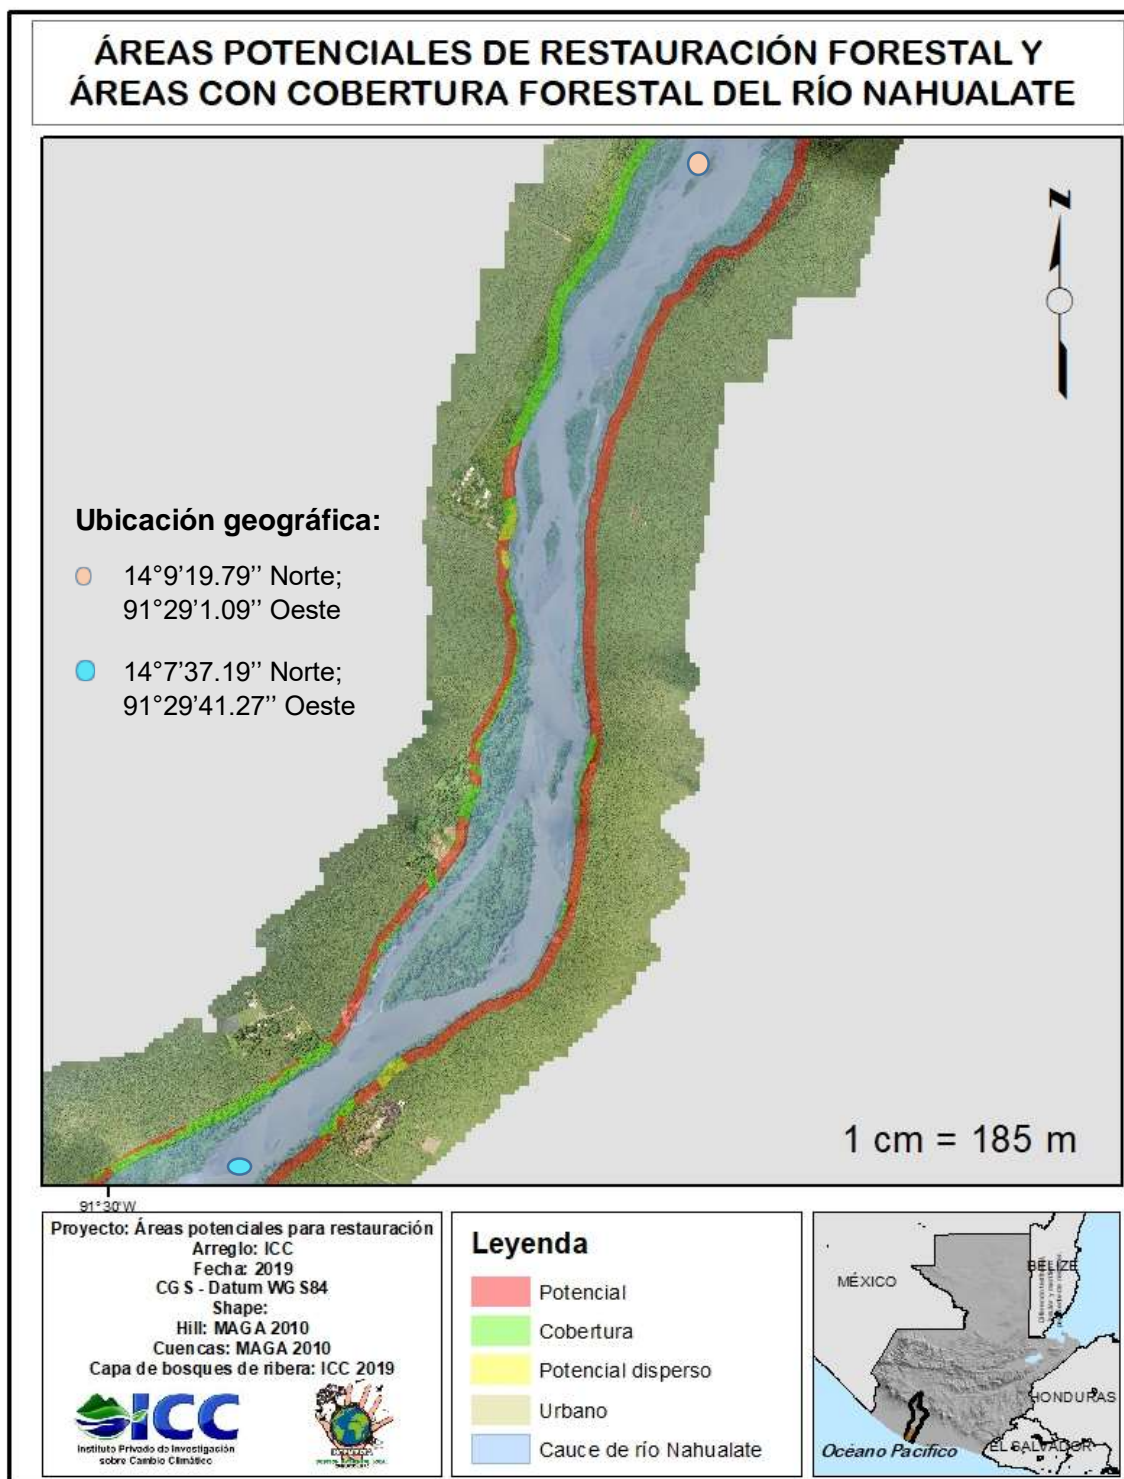 ÁREAS POTENCIALES DE RESTAURACIÓN FORESTAL Y
ÁREAS CON COBERTURA FORESTAL DEL RÍO NAHUALATE
N
Ubicación geográfica:
14°9'19.79'' Norte;
91°29'1.09'' Oeste
14°7'37.19'' Norte;
91°29'41.27'' Oeste
1 cm = 185 m
91°30'W
Proyecto: Áreas potenciales para restauración
Arreglo: ICC
Fecha: 2019
CGS - Datum WGS84
Shape:
Hill: MAGA 2010
Cuencas: MAGA 2010
Capa de bosques de ribera: ICC 2019
ICC
Instituto Privado de Investigación
sobre Cambio Climático
Leyenda
Potencial
Cobertura
Potencial disperso
Urbano
Cauce de río Nahualate
MÉXICO
BELIZE
HONDURAS
EL SALVADOR
Océano Pacífico